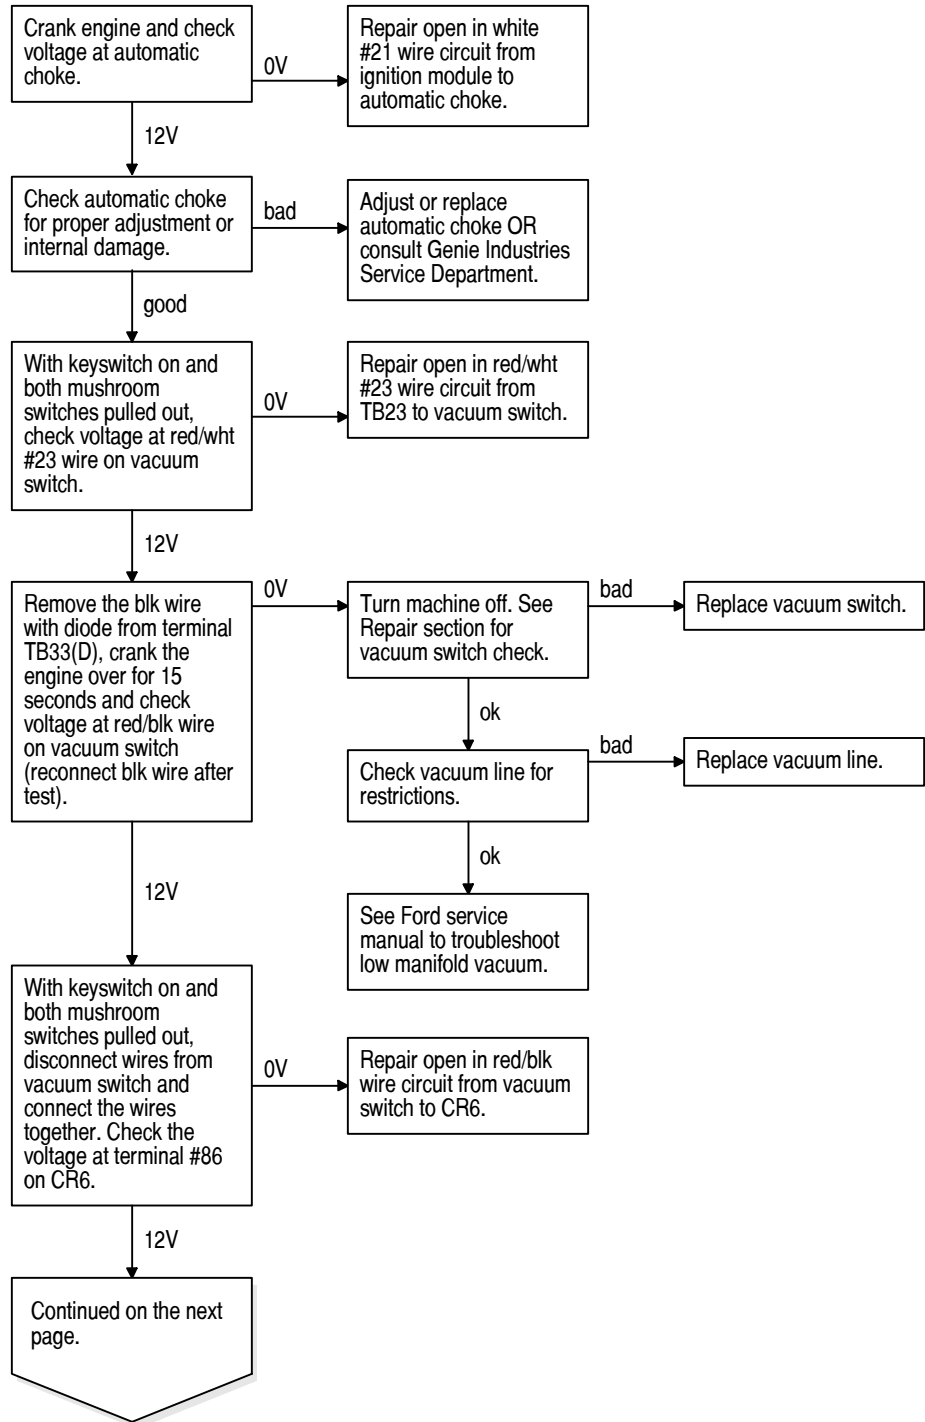 Crank engine and check
voltage at automatic
choke.
0V
Repair open in white
#21 wire circuit from
ignition module to
automatic choke.
12V
Check automatic choke
for proper adjustment or
internal damage.
bad
Adjust or replace
automatic choke OR
consult Genie Industries
Service Department.
good
With keyswitch on and
both mushroom
switches pulled out,
check voltage at red/wht
#23 wire on vacuum
switch.
0V
Repair open in red/wht
#23 wire circuit from
TB23 to vacuum switch.
12V
Remove the blk wire
with diode from terminal
TB33(D), crank the
engine over for 15
seconds and check
voltage at red/blk wire
on vacuum switch
(reconnect blk wire after
test).
0V
Turn machine off. See
Repair section for
vacuum switch check.
bad
Replace vacuum switch.
ok
Check vacuum line for
restrictions.
bad
Replace vacuum line.
ok
See Ford service
manual to troubleshoot
low manifold vacuum.
12V
With keyswitch on and
both mushroom
switches pulled out,
disconnect wires from
vacuum switch and
connect the wires
together. Check the
voltage at terminal #86
on CR6.
0V
Repair open in red/blk
wire circuit from vacuum
switch to CR6.
12V
Continued on the next
page.